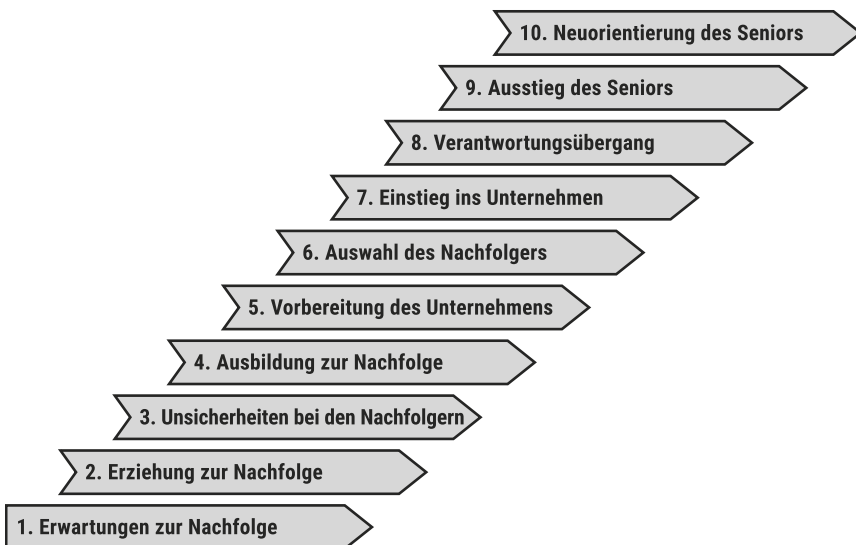 10. Neuorientierung des Seniors
9. Ausstieg des Seniors
8. Verantwortungsübergang
7. Einstieg ins Unternehmen
6. Auswahl des Nachfolgers
5. Vorbereitung des Unternehmens
4. Ausbildung zur Nachfolge
3. Unsicherheiten bei den Nachfolgern
2. Erziehung zur Nachfolge
1. Erwartungen zur Nachfolge